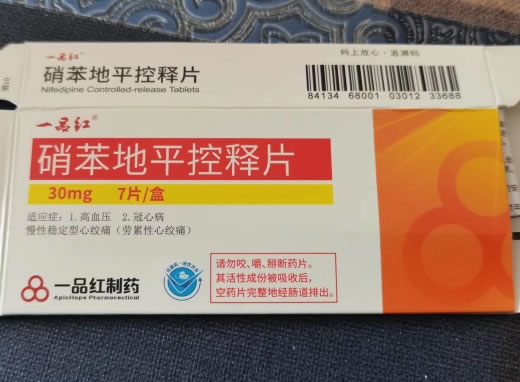 码上放心·追溯码
一品红®
硝苯地平控释片
Nifedipine Controlled-release Tablets
84134 68001 03012 33688
一品红®
硝苯地平控释片
30mg 7片/盒
适应症：1.高血压 2.冠心病
慢性稳定型心绞痛（劳累性心绞痛）
请勿咬、嚼、掰断药片。
其活性成份被吸收后，
空药片完整地经肠道排出。
一品红制药
ApicHope Pharmaceutical